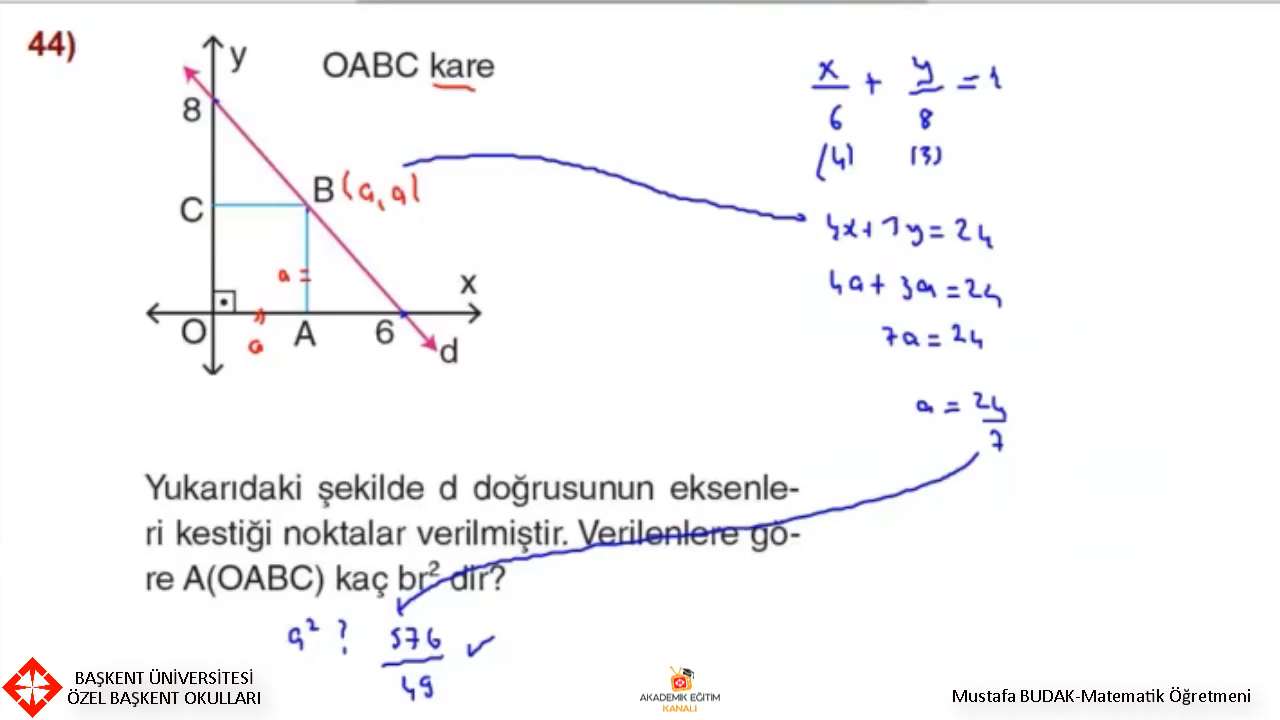 44)
OABC kare
y
8
C
B (a, a)
a =
x
O
a
A
6
d
x/6 + y/8 = 1
(4) (3)
4x + 3y = 24
4a + 3a = 24
7a = 24
a = 24/7
Yukarıdaki şekilde d doğrusunun eksenle-
ri kestiği noktalar verilmiştir. Verilenlere gö-
re A(OABC) kaç br² dir?
a² ? 576/49 ✓
BAŞKENT ÜNİVERSİTESİ
ÖZEL BAŞKENT OKULLARI
AKADEMİK EĞİTİM
KANALI
Mustafa BUDAK-Matematik Öğretmeni